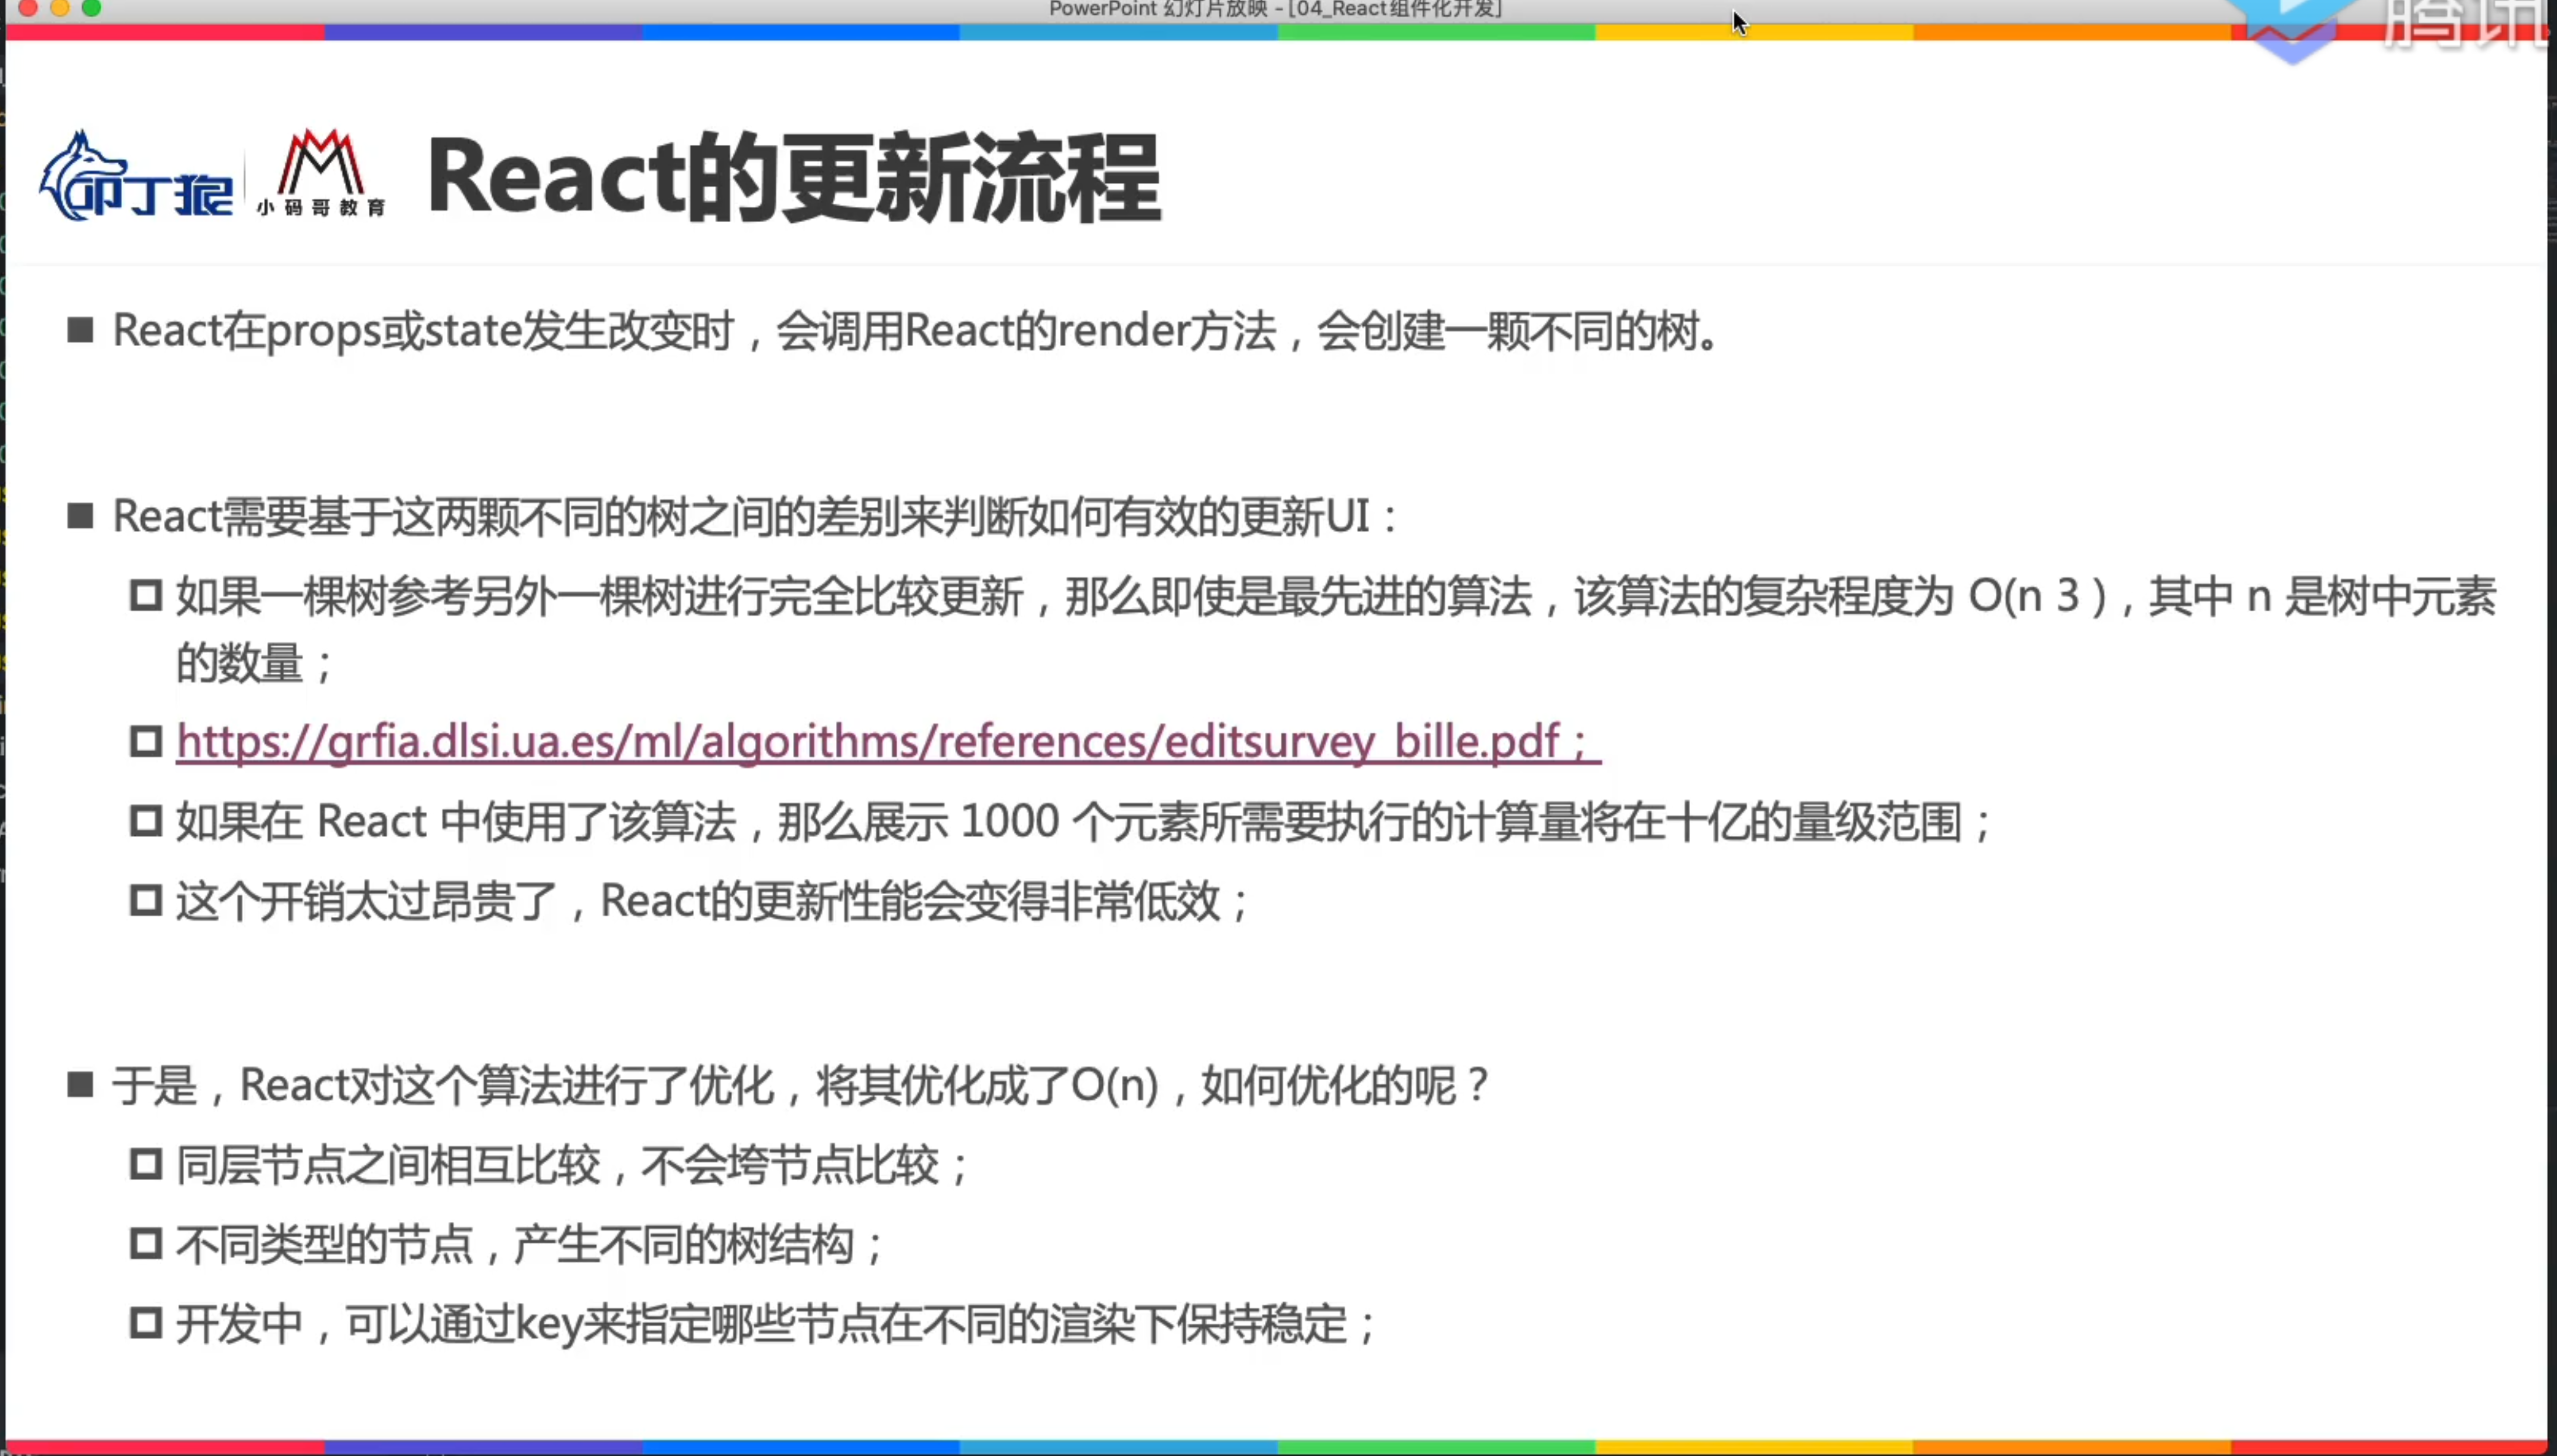 PowerPoint 幻灯片放映 - [04_React组件化开发]
腾讯
叩丁狼
小码哥教育
React的更新流程
■ React在props或state发生改变时，会调用React的render方法，会创建一颗不同的树。
■ React需要基于这两颗不同的树之间的差别来判断如何有效的更新UI：
如果一棵树参考另外一棵树进行完全比较更新，那么即使是最先进的算法，该算法的复杂程度为 O(n 3 )，其中 n 是树中元素
的数量；
https://grfia.dlsi.ua.es/ml/algorithms/references/editsurvey_bille.pdf；
如果在 React 中使用了该算法，那么展示 1000 个元素所需要执行的计算量将在十亿的量级范围；
这个开销太过昂贵了，React的更新性能会变得非常低效；
■ 于是，React对这个算法进行了优化，将其优化成了O(n)，如何优化的呢？
同层节点之间相互比较，不会垮节点比较；
不同类型的节点，产生不同的树结构；
开发中，可以通过key来指定哪些节点在不同的渲染下保持稳定；